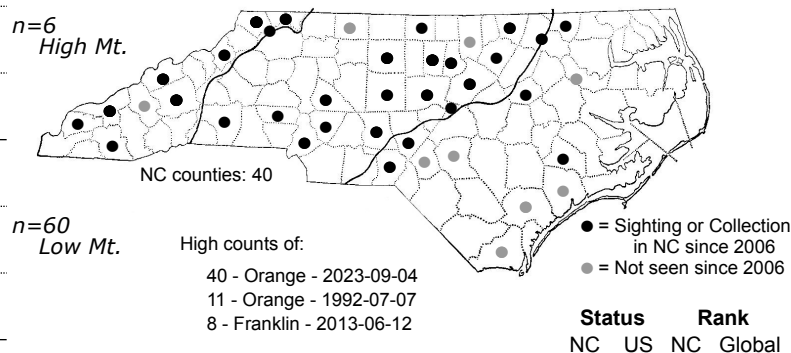 n=6
High Mt.
NC counties: 40
n=60
Low Mt.
High counts of:
40 - Orange - 2023-09-04
11 - Orange - 1992-07-07
8 - Franklin - 2013-06-12
= Sighting or Collection
in NC since 2006
= Not seen since 2006
Status Rank
NC US NC Global